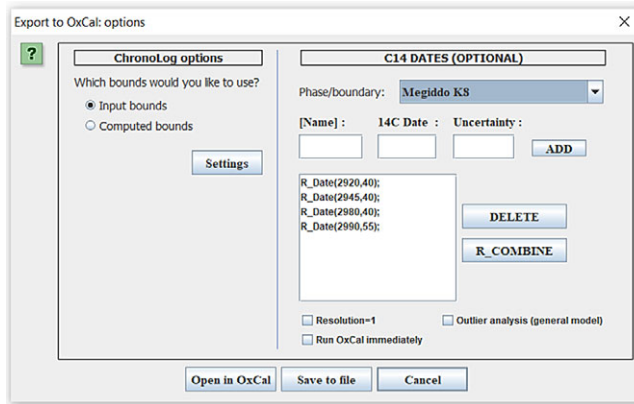 Export to OxCal: options
?
ChronoLog options
Which bounds would you like to use?
Input bounds
Computed bounds
Settings
C14 DATES (OPTIONAL)
Phase/boundary: Megiddo K8
[Name] : 14C Date : Uncertainty :
ADD
R_Date(2920,40);
R_Date(2945,40);
R_Date(2980,40);
R_Date(2990,55);
DELETE
R_COMBINE
Resolution=1 Outlier analysis (general model)
Run OxCal immediately
Open in OxCal Save to file Cancel